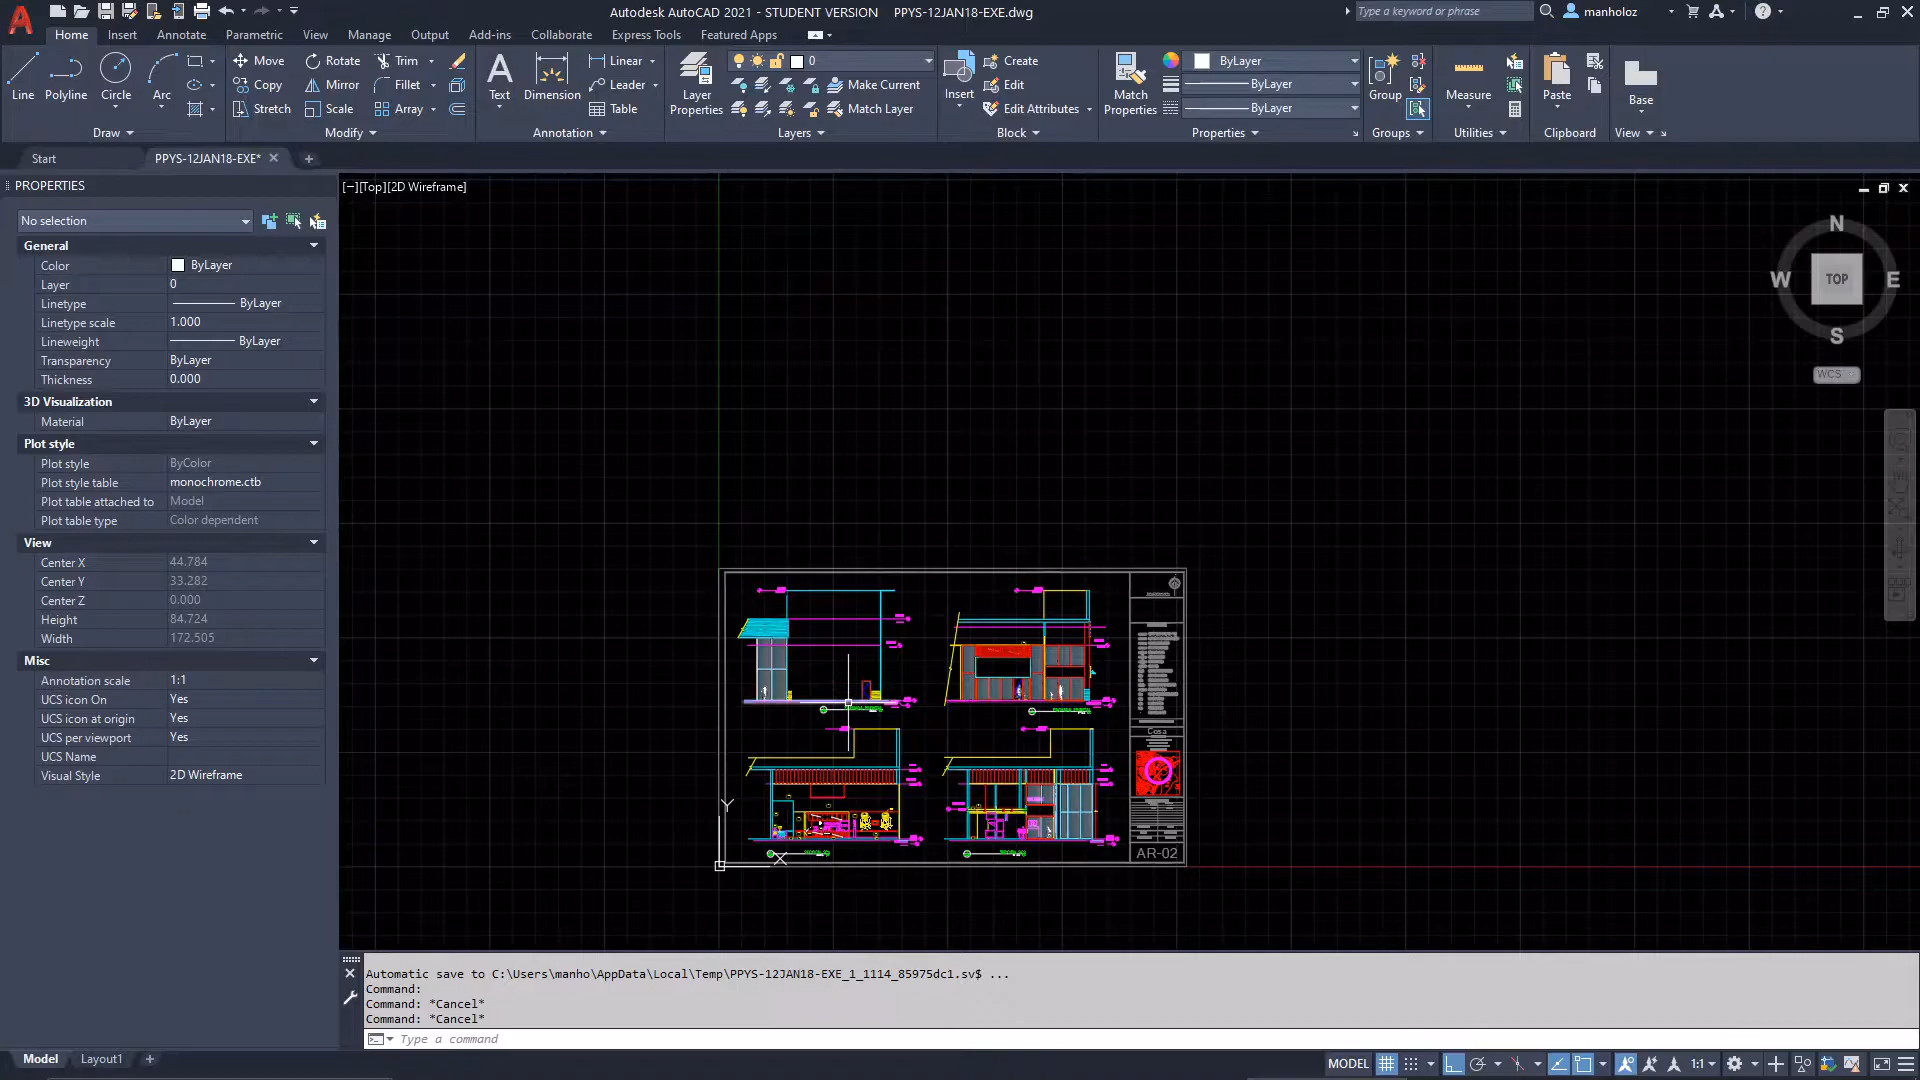 Autodesk AutoCAD 2021 - STUDENT VERSION PPYS-12JAN18-EXE.dwg
Type a keyword or phrase
manholoz
Home Insert Annotate Parametric View Manage Output Add-ins Collaborate Express Tools Featured Apps
Line Polyline Circle Arc
Move Rotate Trim
Copy Mirror Fillet
Stretch Scale Array
Text Dimension
Linear
Leader
Table
Layer Properties
0
Make Current
Match Layer
Insert
Create
Edit
Edit Attributes
Match Properties
ByLayer
ByLayer
ByLayer
Group
Measure
Paste
Base
Draw Modify Annotation Layers Block Properties Groups Utilities Clipboard View
Start PPYS-12JAN18-EXE*
PROPERTIES
No selection
General
Color ByLayer
Layer 0
Linetype ByLayer
Linetype scale 1.000
Lineweight ByLayer
Transparency ByLayer
Thickness 0.000
3D Visualization
Material ByLayer
Plot style
Plot style ByColor
Plot style table monochrome.ctb
Plot table attached to Model
Plot table type Color dependent
View
Center X 44.784
Center Y 33.282
Center Z 0.000
Height 84.724
Width 172.505
Misc
Annotation scale 1:1
UCS icon On Yes
UCS icon at origin Yes
UCS per viewport Yes
UCS Name
Visual Style 2D Wireframe
[−][Top][2D Wireframe]
N
W TOP E
S
WCS
Casa
AR-02
Y
X
Automatic save to C:\Users\manho\AppData\Local\Temp\PPYS-12JAN18-EXE_1_1114_85975dc1.sv$ ...
Command:
Command: *Cancel*
Command: *Cancel*
Type a command
Model Layout1
MODEL 1:1